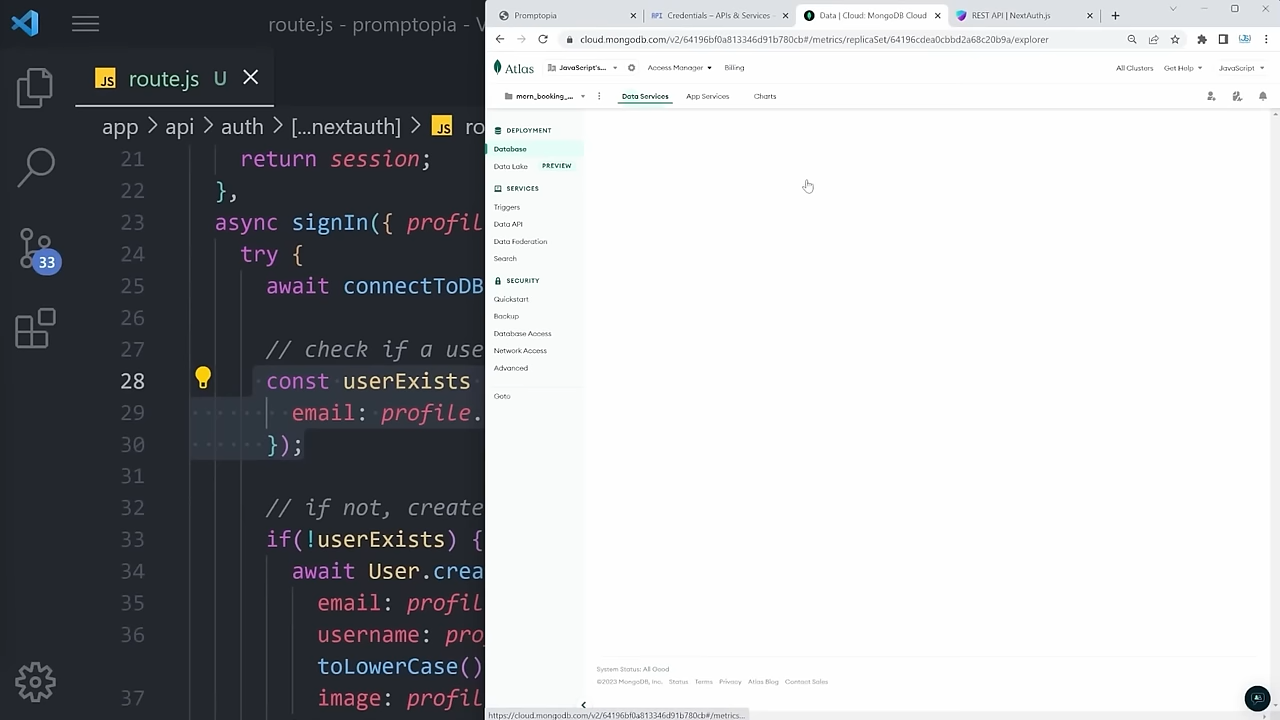 route.js - promptopia - V
JS route.js U
app > api > auth > [...nextauth] > JS ro
21 return session;
22 },
23 async signIn({ profil
24 try {
25 await connectToDB
26
27 // check if a use
28 const userExists
29 email: profile.
30 });
31
32 // if not, create
33 if(!userExists) {
34 await User.crea
35 email: profil
36 username: pro
toLowerCase()
37 image: profil
33
Promptopia
API Credentials – APIs & Services -
Data | Cloud: MongoDB Cloud
REST API | NextAuth.js
cloud.mongodb.com/v2/64196bf0a813346d91b780cb#/metrics/replicaSet/64196cdea0cbbd2a68c20b9a/explorer
Atlas
JavaScript's...
Access Manager
Billing
All Clusters
Get Help
JavaScript
mern_booking_...
Data Services
App Services
Charts
DEPLOYMENT
Database
Data Lake PREVIEW
SERVICES
Triggers
Data API
Data Federation
Search
SECURITY
Quickstart
Backup
Database Access
Network Access
Advanced
Goto
System Status: All Good
©2023 MongoDB, Inc. Status Terms Privacy Atlas Blog Contact Sales
https://cloud.mongodb.com/v2/64196bf0a813346d91b780cb#/metrics...